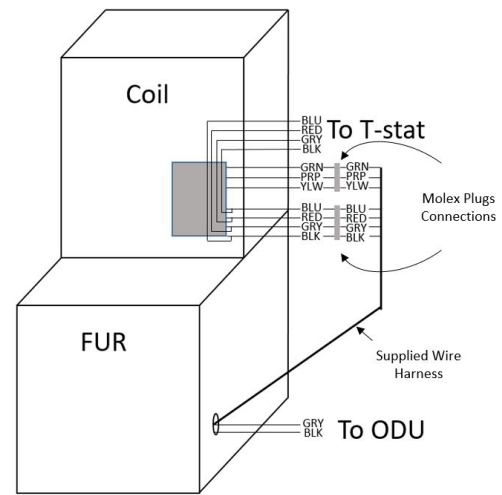 Coil
BLU
RED
GRY
BLK
To T-stat
GRN GRN
PRP PRP
YLW YLW
BLU BLU
RED RED
GRY GRY
BLK BLK
Molex Plugs
Connections
FUR
Supplied Wire
Harness
GRY
BLK
To ODU